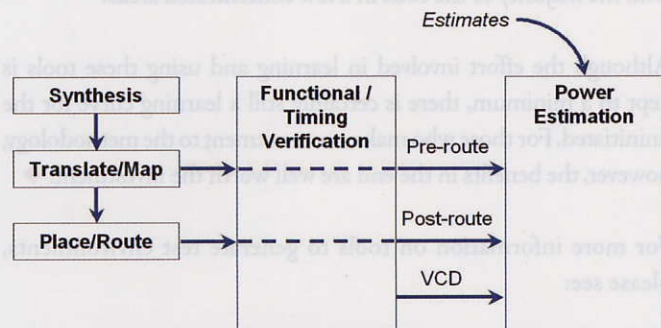 Estimates
Synthesis
Functional /
Timing
Verification
Power
Estimation
Translate/Map
Pre-route
Place/Route
Post-route
VCD